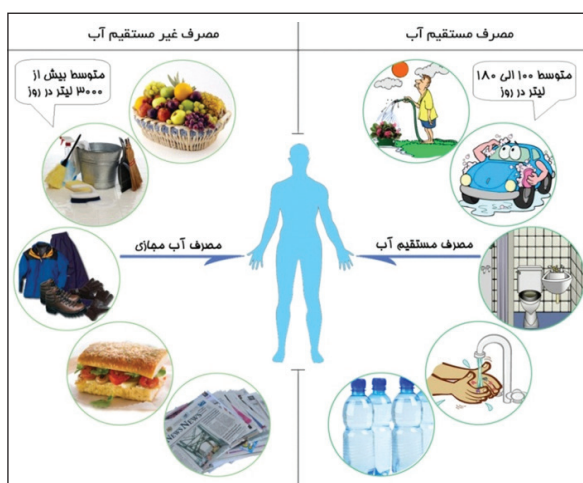 مصرف مستقیم آب
مصرف غیر مستقیم آب
متوسط ۱۰۰ الی ۱۸۰
لیتر در روز
متوسط بیش از
۳۰۰۰ لیتر در روز
مصرف مستقیم آب
مصرف آب مجازی